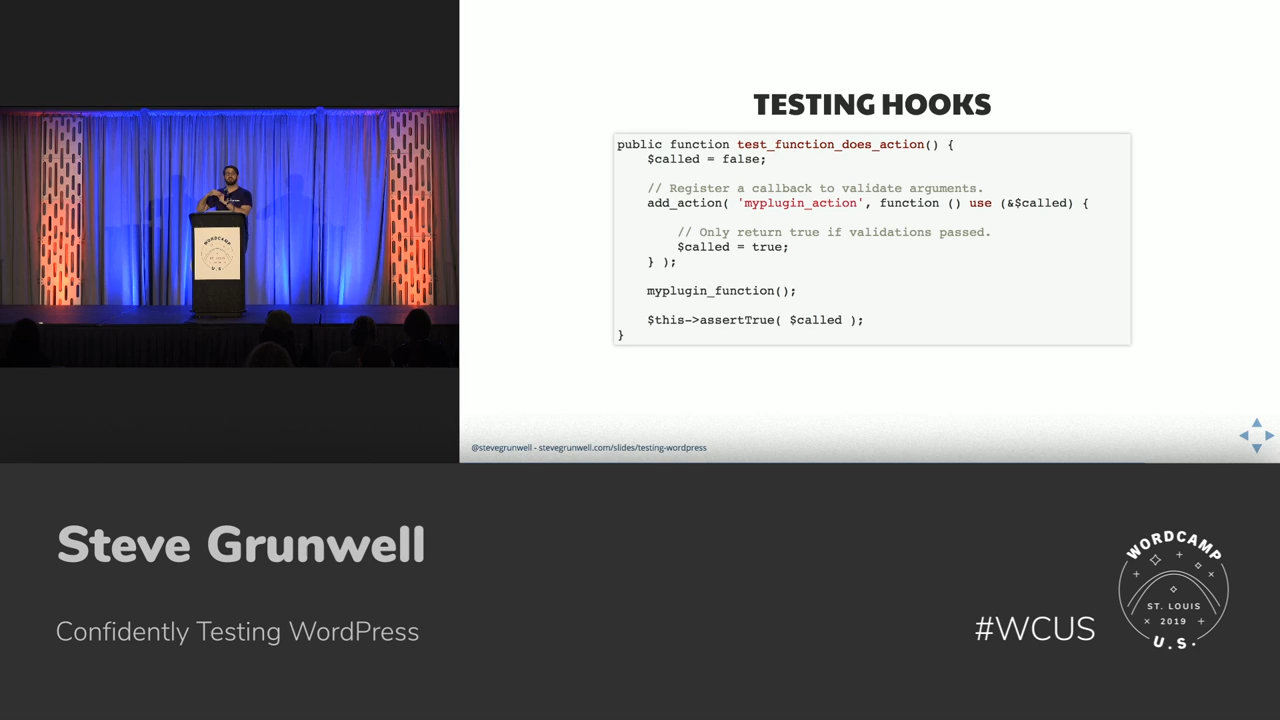 TESTING HOOKS
public function test_function_does_action() {
$called = false;
// Register a callback to validate arguments.
add_action( 'myplugin_action', function () use (&$called) {
// Only return true if validations passed.
$called = true;
} );
myplugin_function();
$this->assertTrue( $called );
}
@stevegrunwell - stevegrunwell.com/slides/testing-wordpress
WORDCAMP
U.S.
Steve Grunwell
Confidently Testing WordPress
#WCUS
WORDCAMP
ST. LOUIS
2019
U.S.